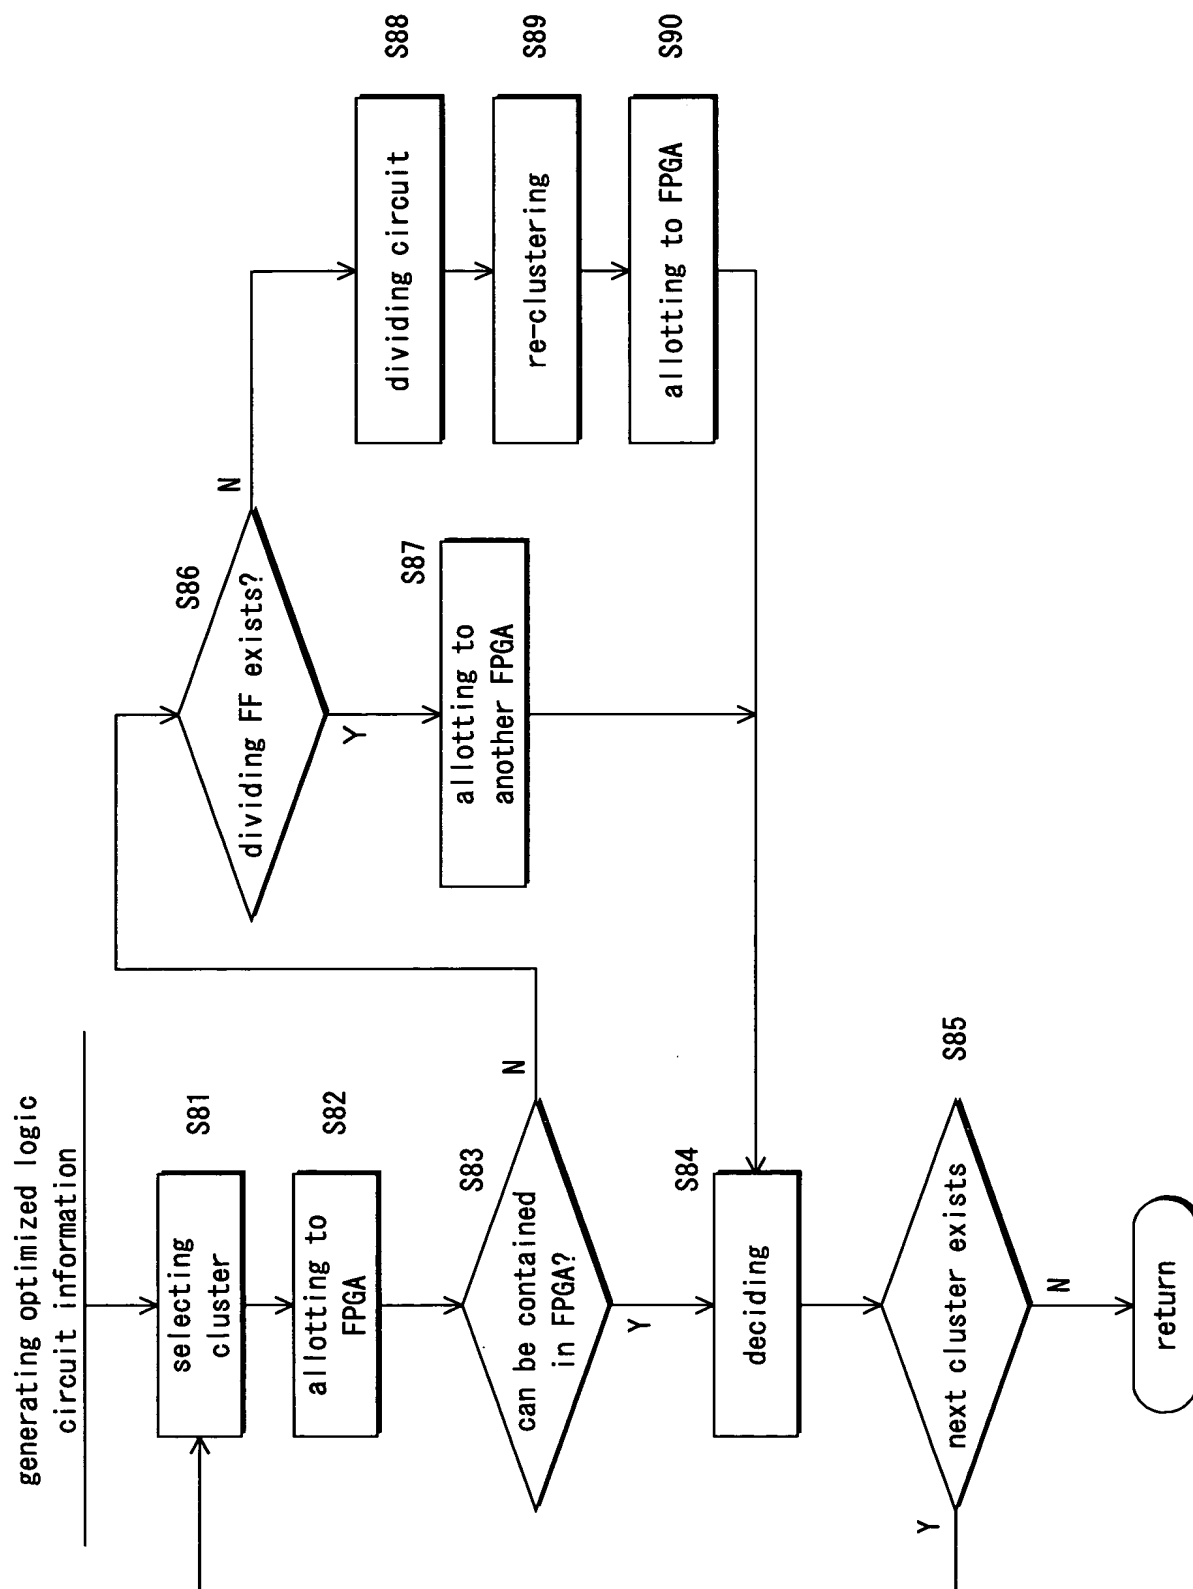 generating optimized logic
circuit information
selecting
cluster
S81
allotting to
FPGA
S82
can be contained
in FPGA?
S83
N
Y
deciding
S84
next cluster exists
S85
Y
N
return
dividing FF exists?
S86
N
Y
allotting to
another FPGA
S87
dividing circuit
S88
re-clustering
S89
allotting to FPGA
S90